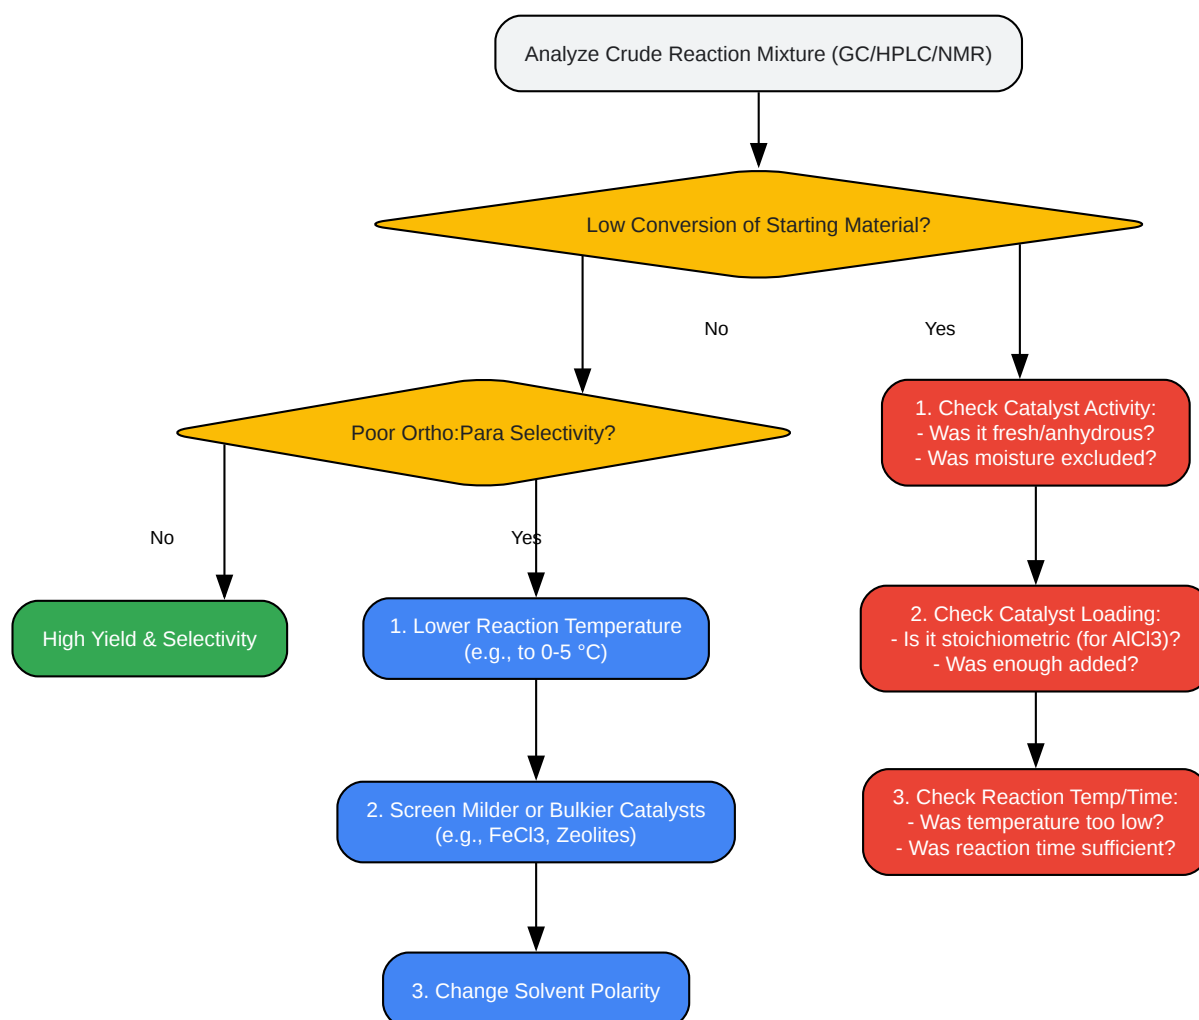 Analyze Crude Reaction Mixture (GC/HPLC/NMR)
Low Conversion of Starting Material?
No
Yes
Poor Ortho:Para Selectivity?
1. Check Catalyst Activity:
- Was it fresh/anhydrous?
- Was moisture excluded?
No
Yes
High Yield & Selectivity
1. Lower Reaction Temperature
(e.g., to 0-5 °C)
2. Check Catalyst Loading:
- Is it stoichiometric (for AlCl3)?
- Was enough added?
2. Screen Milder or Bulkier Catalysts
(e.g., FeCl3, Zeolites)
3. Check Reaction Temp/Time:
- Was temperature too low?
- Was reaction time sufficient?
3. Change Solvent Polarity